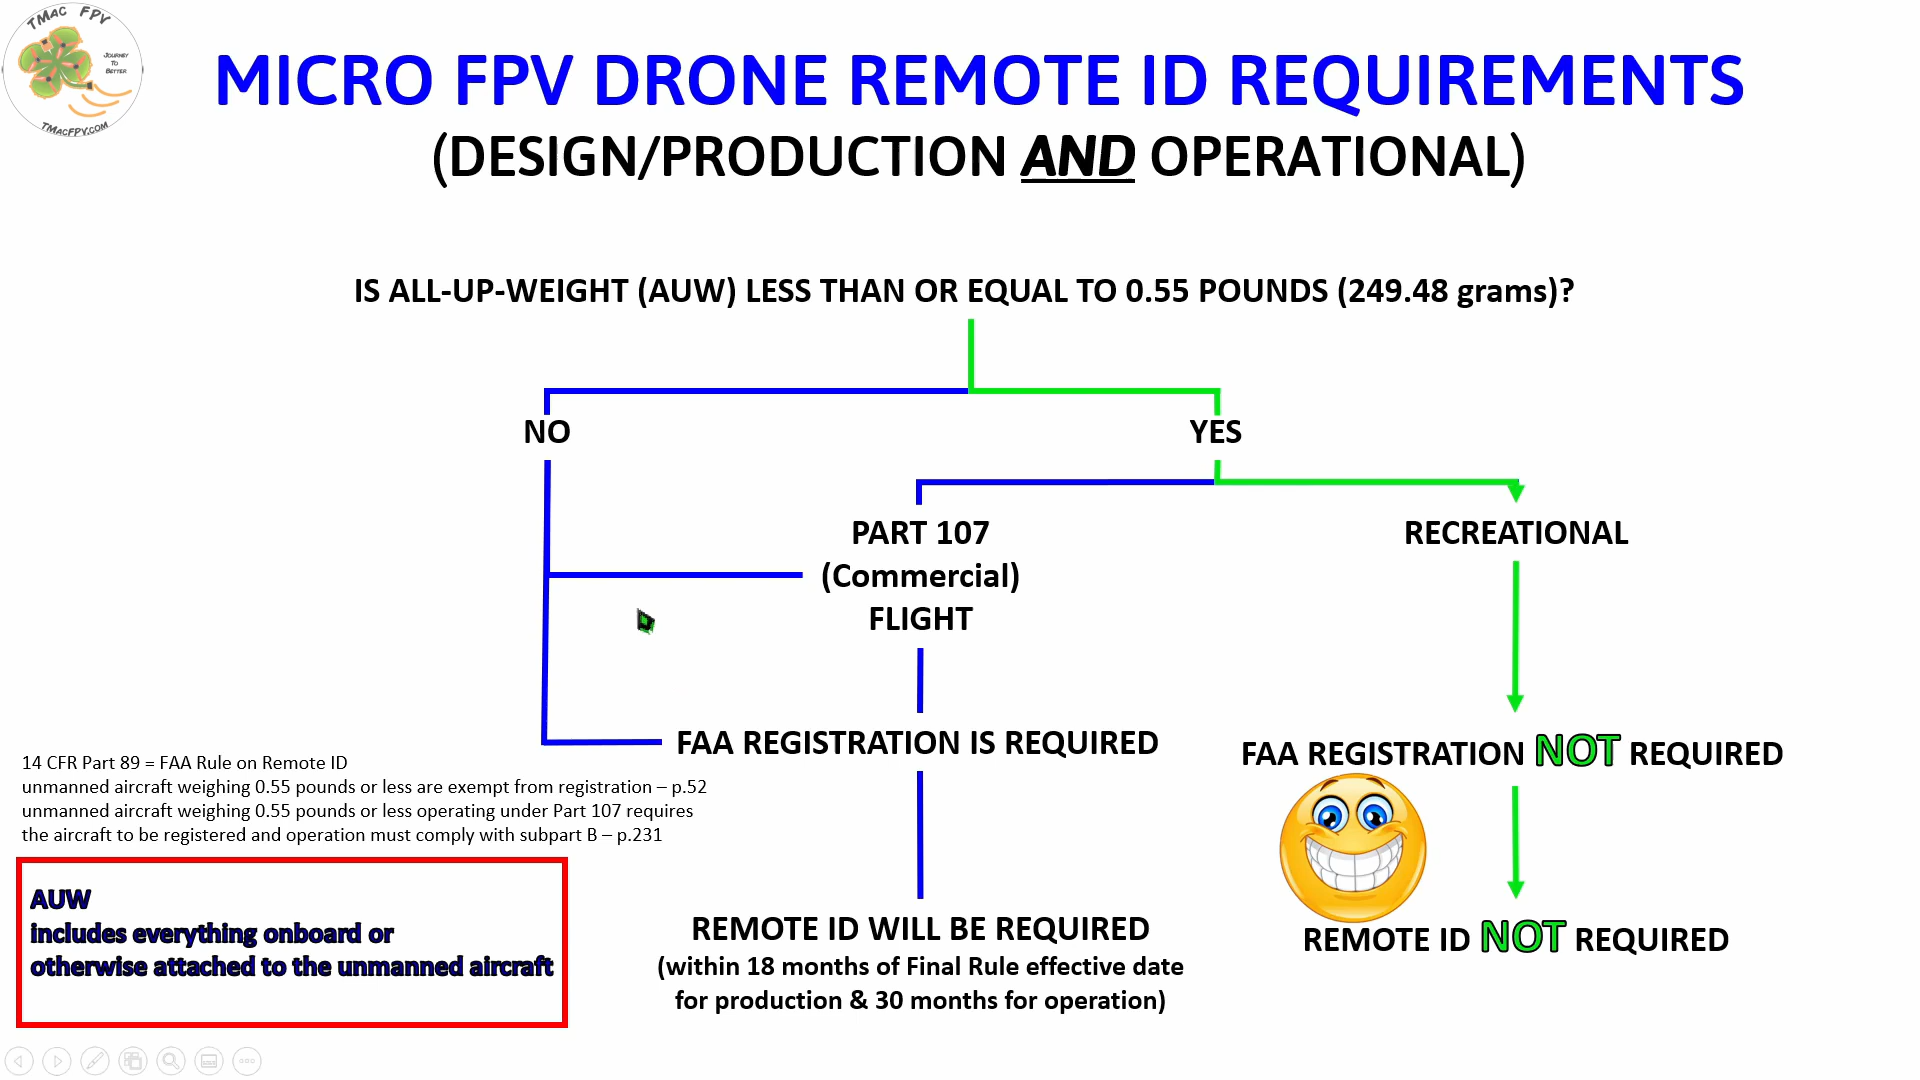 TMAC FPV
JOURNEY
TO
BETTER
TMACFPV.COM
MICRO FPV DRONE REMOTE ID REQUIREMENTS
(DESIGN/PRODUCTION AND OPERATIONAL)
IS ALL-UP-WEIGHT (AUW) LESS THAN OR EQUAL TO 0.55 POUNDS (249.48 grams)?
NO
YES
PART 107
(Commercial)
FLIGHT
RECREATIONAL
FAA REGISTRATION IS REQUIRED
FAA REGISTRATION NOT REQUIRED
14 CFR Part 89 = FAA Rule on Remote ID
unmanned aircraft weighing 0.55 pounds or less are exempt from registration – p.52
unmanned aircraft weighing 0.55 pounds or less operating under Part 107 requires
the aircraft to be registered and operation must comply with subpart B – p.231
AUW
includes everything onboard or
otherwise attached to the unmanned aircraft
REMOTE ID WILL BE REQUIRED
(within 18 months of Final Rule effective date
for production & 30 months for operation)
REMOTE ID NOT REQUIRED